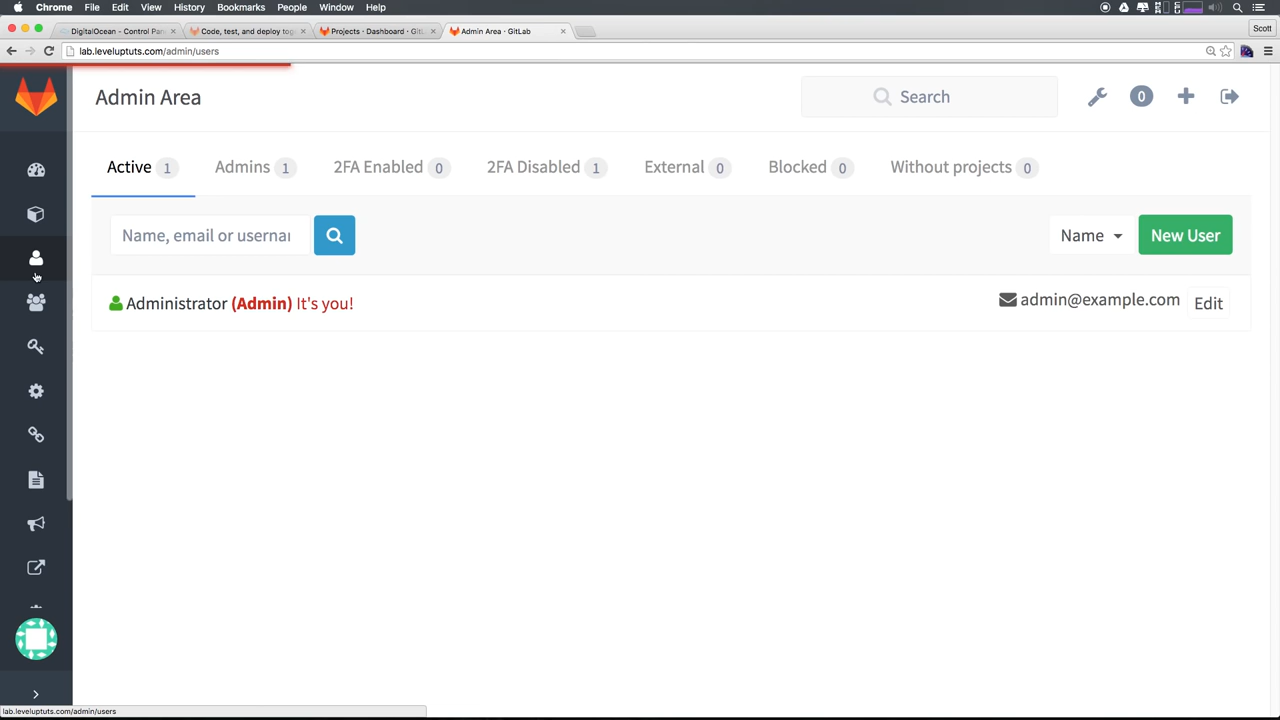 Chrome File Edit View History Bookmarks People Window Help
DigitalOcean - Control Pan
Code, test, and deploy tog
Projects · Dashboard · GitL
Admin Area · GitLab
Scott
lab.leveluptuts.com/admin/users
Admin Area
Search
0
Active 1
Admins 1
2FA Enabled 0
2FA Disabled 1
External 0
Blocked 0
Without projects 0
Name, email or usernar
Name
New User
Administrator (Admin) It's you!
admin@example.com
Edit
lab.leveluptuts.com/admin/users